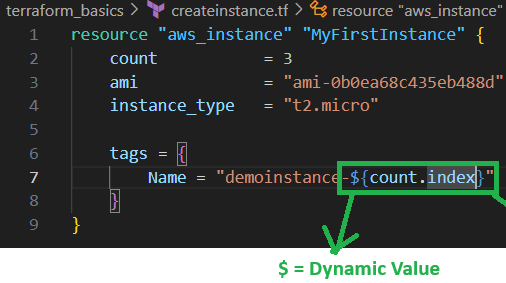 terraform_basics > createinstance.tf > resource "aws_instance"
1 resource "aws_instance" "MyFirstInstance" {
2 count = 3
3 ami = "ami-0b0ea68c435eb488d"
4 instance_type = "t2.micro"
5
6 tags = {
7 Name = "demoinstance-${count.index}"
8 }
9 }
$ = Dynamic Value